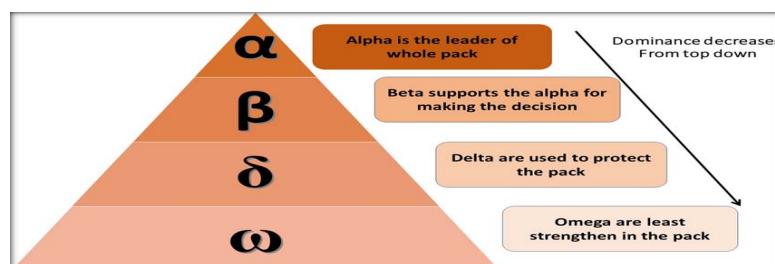 α
Alpha is the leader of
whole pack
Dominance decreases
From top down
β
Beta supports the alpha for
making the decision
δ
Delta are used to protect
the pack
ω
Omega are least
strengthen in the pack